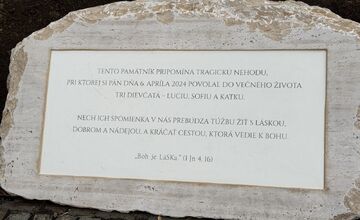 TENTO PAMÄTNÍK PRIPOMÍNA TRAGICKÚ NEHODU,
PRI KTOREJ SI PÁN DŇA 6. APRÍLA 2024 POVOLAL DO VEČNÉHO ŽIVOTA
TRI DIEVČATÁ – LUCIU, SOFIU A KATKU.
NECH ICH SPOMIENKA V NÁS PREBÚDZA TÚŽBU ŽIŤ S LÁSKOU,
DOBROM A NÁDEJOU, A KRÁČAŤ CESTOU, KTORÁ VEDIE K BOHU.
„Boh je LáSKa." (1 Jn 4, 16)